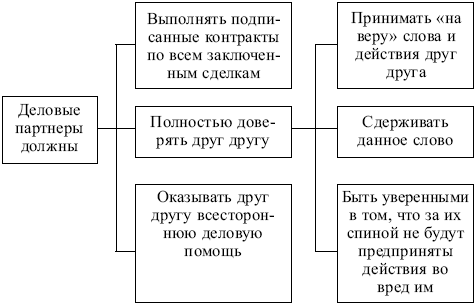 Деловые
партнеры
должны
Выполнять подпи-
санные контракты
по всем заключен-
ным сделкам
Полностью дове-
рять друг другу
Оказывать друг
другу всесторон-
нюю деловую
помощь
Принимать «на
веру» слова и
действия друг
друга
Сдерживать
данное слово
Быть уверенными
в том, что за их
спиной не будут
предприняты
действия во
вред им